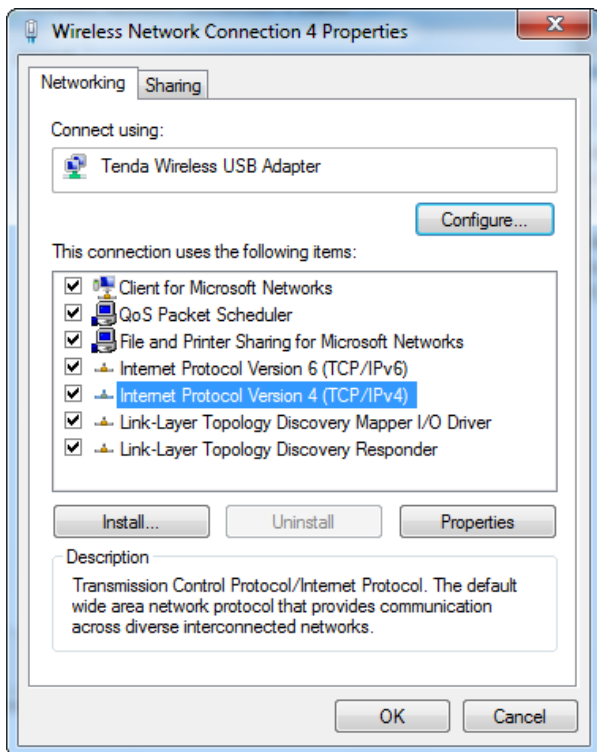 Wireless Network Connection 4 Properties
Networking
Sharing
Connect using:
Tenda Wireless USB Adapter
Configure...
This connection uses the following items:
Client for Microsoft Networks
QoS Packet Scheduler
File and Printer Sharing for Microsoft Networks
Internet Protocol Version 6 (TCP/IPv6)
Internet Protocol Version 4 (TCP/IPv4)
Link-Layer Topology Discovery Mapper I/O Driver
Link-Layer Topology Discovery Responder
Install...
Uninstall
Properties
Description
Transmission Control Protocol/Internet Protocol. The default
wide area network protocol that provides communication
across diverse interconnected networks.
OK
Cancel